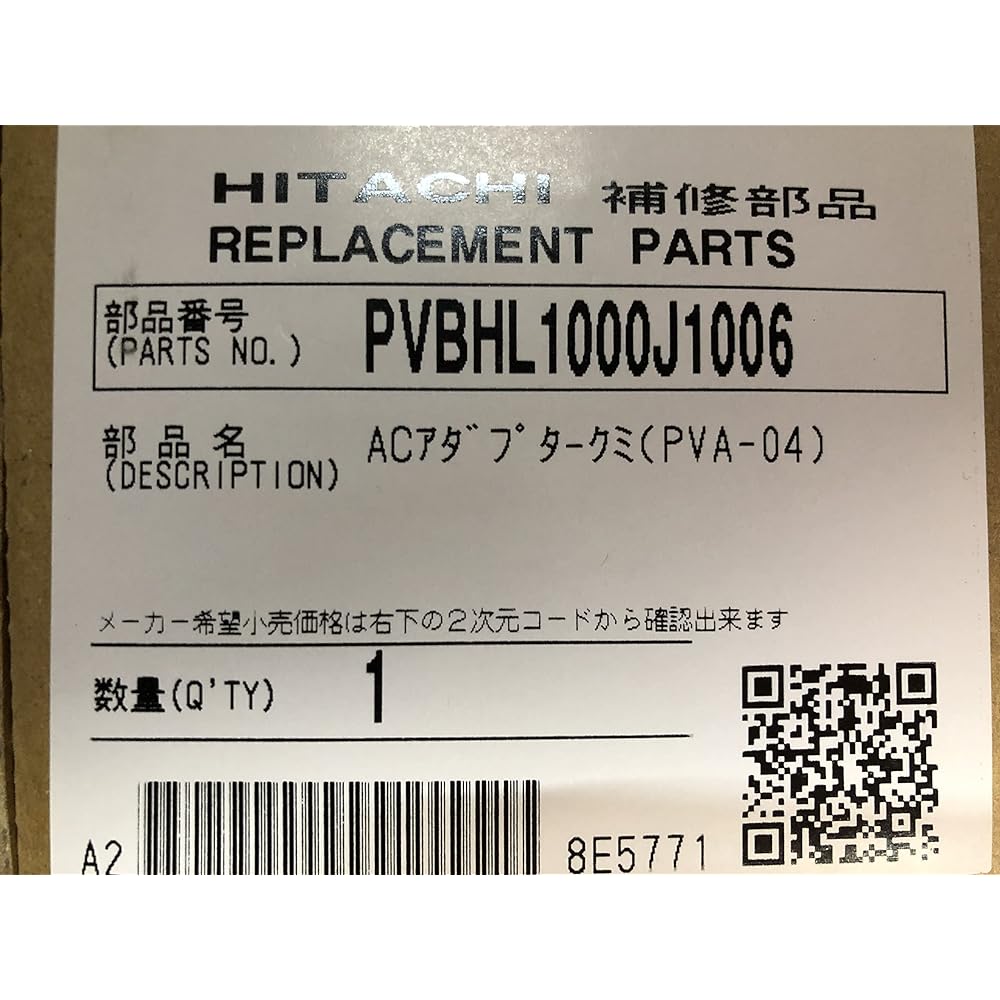 HITACHI 補修部品
REPLACEMENT PARTS
部品番号
(PARTS NO.) PVBHL1000J1006
部品名 ACｱﾀﾞﾌﾟﾀｰｸﾐ(PVA-04)
(DESCRIPTION)
メーカー希望小売価格は右下の2次元コードから確認出来ます
数量(Q'TY) 1
A2 8E5771